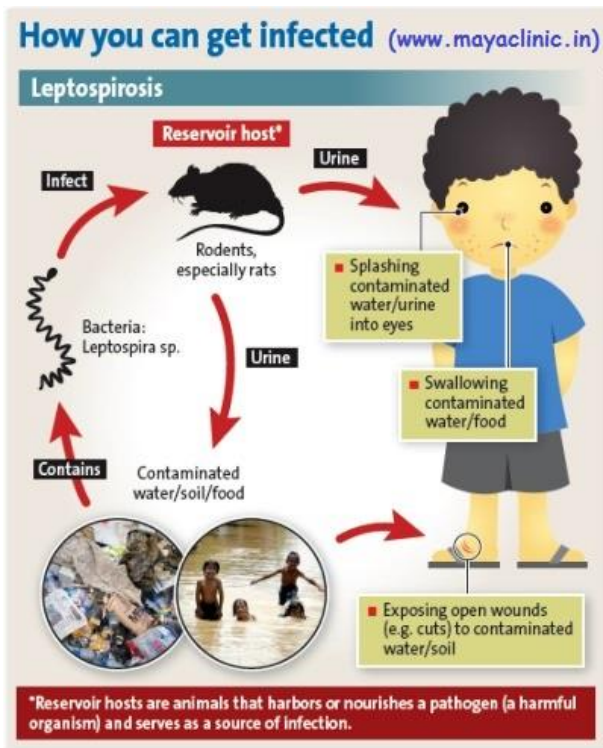 How you can get infected (www.mayaclinic.in)
Leptospirosis
Reservoir host*
Infect
Urine
Rodents,
especially rats
Bacteria:
Leptospira sp.
Urine
Contains
Contaminated
water/soil/food
Splashing
contaminated
water/urine
into eyes
Swallowing
contaminated
water/food
Exposing open wounds
(e.g. cuts) to contaminated
water/soil
*Reservoir hosts are animals that harbors or nourishes a pathogen (a harmful
organism) and serves as a source of infection.